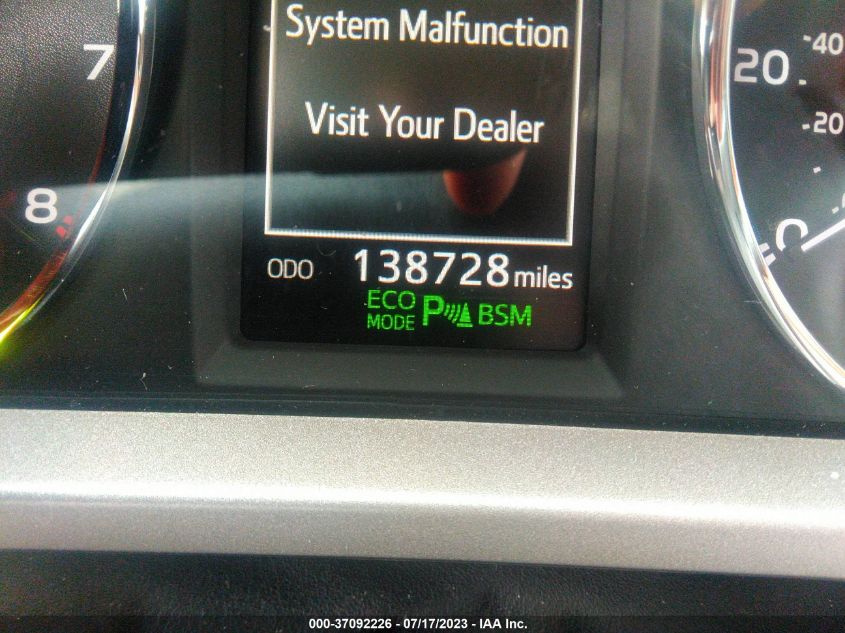 System Malfunction
Visit Your Dealer
ODO 138728 miles
ECO MODE P BSM
7
8
20
40
20
0
000-37092226 - 07/17/2023 - IAA Inc.